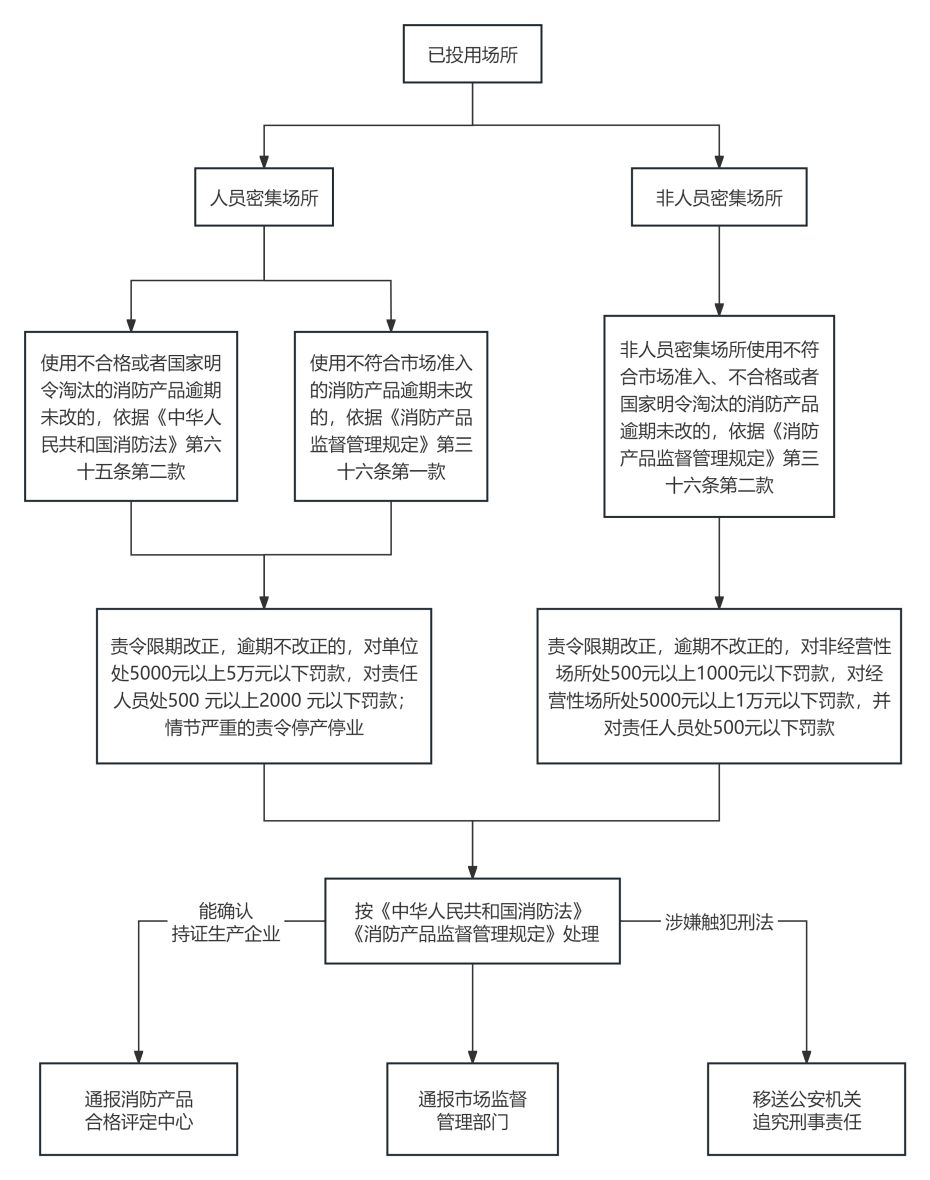 已投用场所
人员密集场所
非人员密集场所
使用不合格或者国家明
令淘汰的消防产品逾期
未改的，依据《中华人
民共和国消防法》第六
十五条第二款
使用不符合市场准入
的消防产品逾期未改
的，依据《消防产品
监督管理规定》第三
十六条第一款
非人员密集场所使用不符
合市场准入、不合格或者
国家明令淘汰的消防产品
逾期未改的，依据《消防
产品监督管理规定》第三
十六条第二款
责令限期改正，逾期不改正的，对单位
处5000元以上5万元以下罚款，对责任
人员处500 元以上2000 元以下罚款；
情节严重的责令停产停业
责令限期改正，逾期不改正的，对非经营性
场所处500元以上1000元以下罚款，对经
营性场所处5000元以上1万元以下罚款，并
对责任人员处500元以下罚款
能确认
持证生产企业
按《中华人民共和国消防法》
《消防产品监督管理规定》处理
涉嫌触犯刑法
通报消防产品
合格评定中心
通报市场监督
管理部门
移送公安机关
追究刑事责任